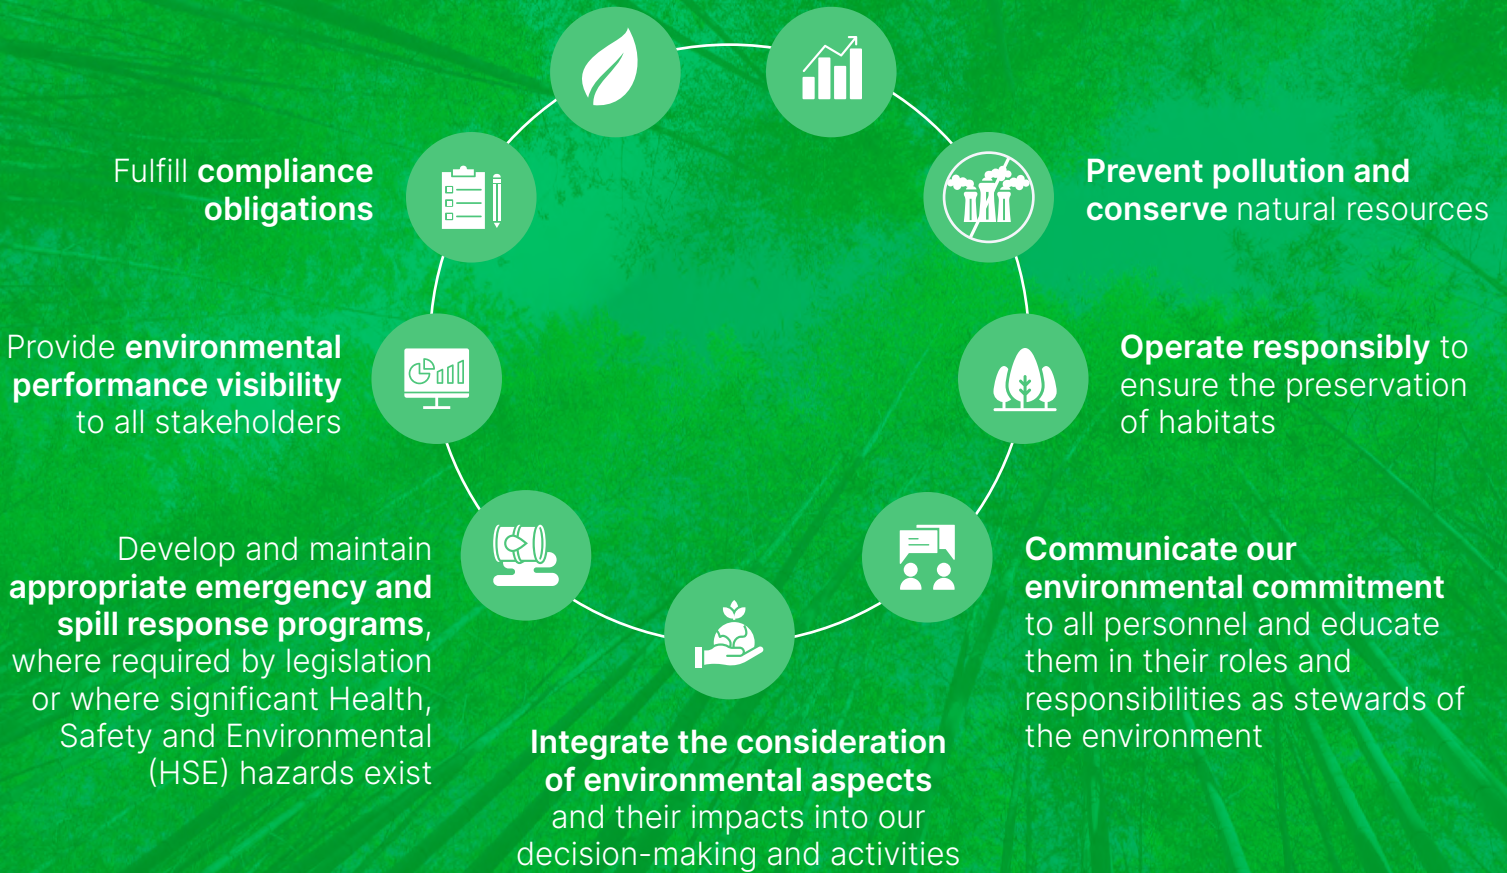 Fulfill compliance
obligations
Prevent pollution and
conserve natural resources
Provide environmental
performance visibility
to all stakeholders
Operate responsibly to
ensure the preservation
of habitats
Develop and maintain
appropriate emergency and
spill response programs,
where required by legislation
or where significant Health,
Safety and Environmental
(HSE) hazards exist
Communicate our
environmental commitment
to all personnel and educate
them in their roles and
responsibilities as stewards of
the environment
Integrate the consideration
of environmental aspects
and their impacts into our
decision-making and activities